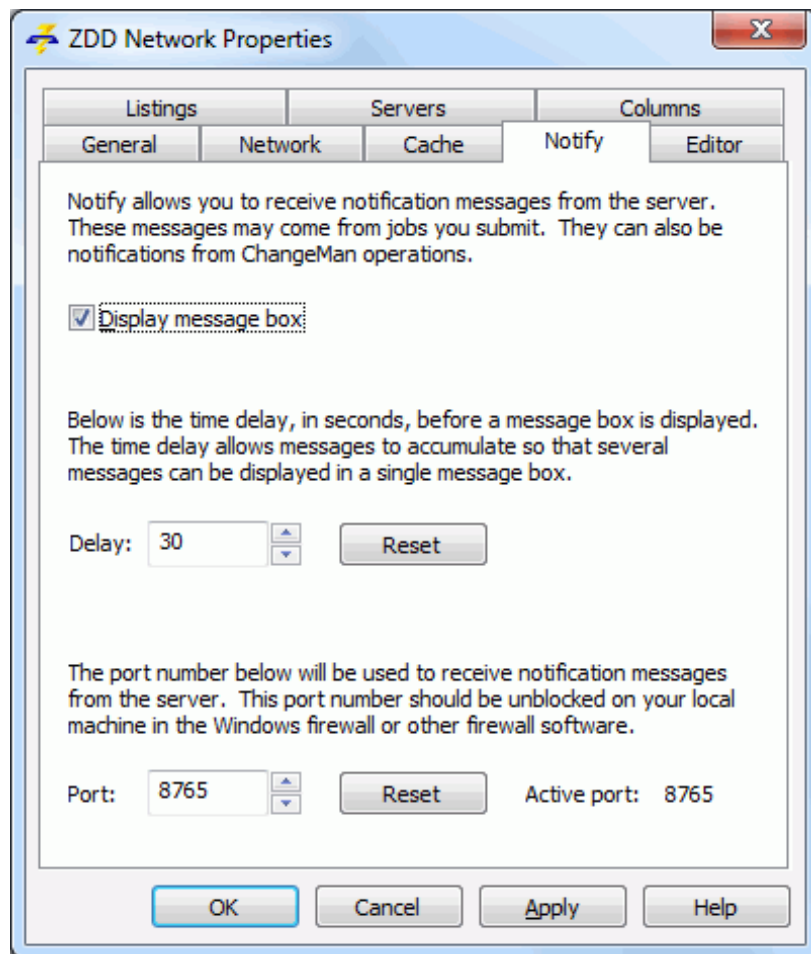 ZDD Network Properties
Listings Servers Columns
General Network Cache Notify Editor
Notify allows you to receive notification messages from the server.
These messages may come from jobs you submit.  They can also be
notifications from ChangeMan operations.
Display message box
Below is the time delay, in seconds, before a message box is displayed.
The time delay allows messages to accumulate so that several
messages can be displayed in a single message box.
Delay: 30 Reset
The port number below will be used to receive notification messages
from the server.  This port number should be unblocked on your local
machine in the Windows firewall or other firewall software.
Port: 8765 Reset Active port: 8765
OK Cancel Apply Help